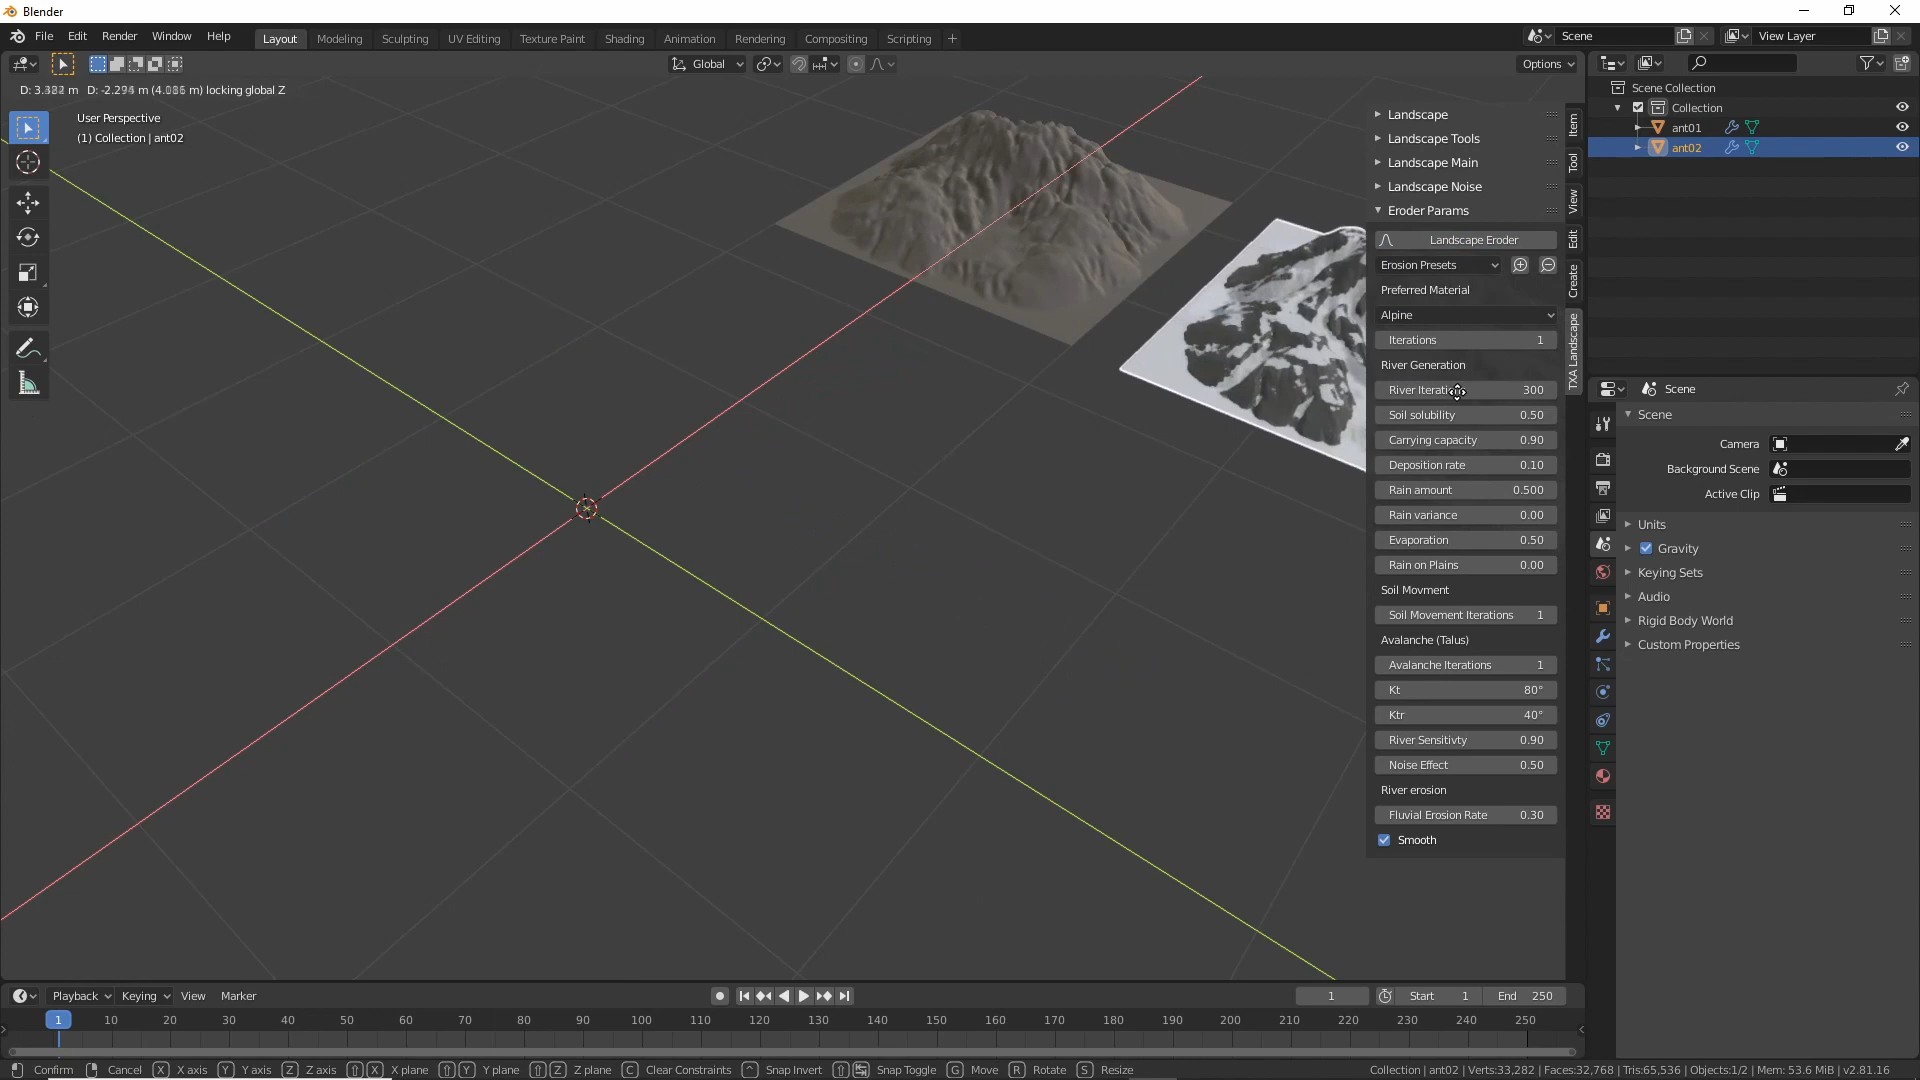 Blender
File Edit Render Window Help
Layout Modeling Sculpting UV Editing Texture Paint Shading Animation Rendering Compositing Scripting
Scene View Layer
Global Options
D: -2.294
m) locking global Z
User Perspective
(1) Collection | ant02
Scene Collection
Collection
ant01
ant02
Landscape
Landscape Tools
Landscape Main
Landscape Noise
Eroder Params
Landscape Eroder
Erosion Presets
Preferred Material
Alpine
Iterations 1
River Generation
River 300
Soil solubility 0.50
Carrying capacity 0.90
Deposition rate 0.10
Rain amount 0.500
Rain variance 0.00
Evaporation 0.50
Rain on Plains 0.00
Soil Movment
Soil Movement Iterations 1
Avalanche (Talus)
Avalanche Iterations 1
Kt 80°
Ktr 40°
River Sensitivty 0.90
Noise Effect 0.50
River erosion
Fluvial Erosion Rate 0.30
Smooth
Item
Tool
View
Edit
Create
TXA Landscape
Scene
Scene
Camera
Background Scene
Active Clip
Units
Gravity
Keying Sets
Audio
Rigid Body World
Custom Properties
Playback Keying View Marker
1 Start 1 End 250
1 10 20 30 40 50 60 70 80 90 100 110 120 130 140 150 160 170 180 190 200 210 220 230 240 250
Confirm Cancel X X axis Y Y axis Z Z axis X X plane Y Y plane Z Z plane C Clear Constraints Snap Invert Snap Toggle G Move R Rotate S Resize
Collection | ant02 | Verts:33,282 | Faces:32,768 | Tris:65,536 | Objects:1/2 | Mem: 53.6 MiB | v2.81.16